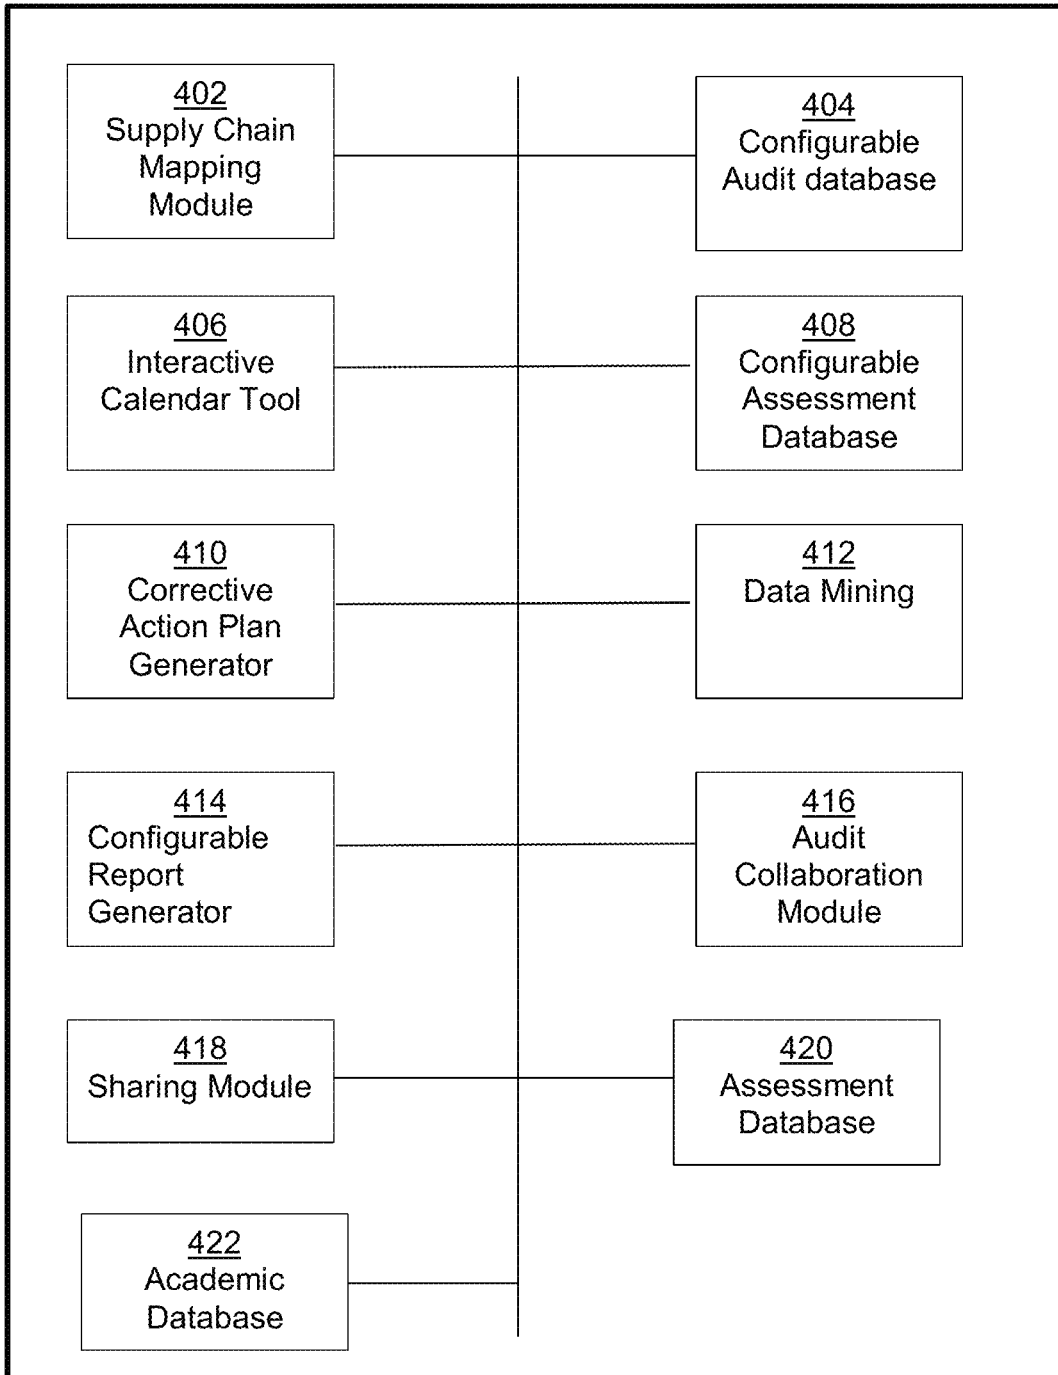 402
Supply Chain
Mapping
Module
404
Configurable
Audit database
406
Interactive
Calendar Tool
408
Configurable
Assessment
Database
410
Corrective
Action Plan
Generator
412
Data Mining
414
Configurable
Report
Generator
416
Audit
Collaboration
Module
418
Sharing Module
420
Assessment
Database
422
Academic
Database